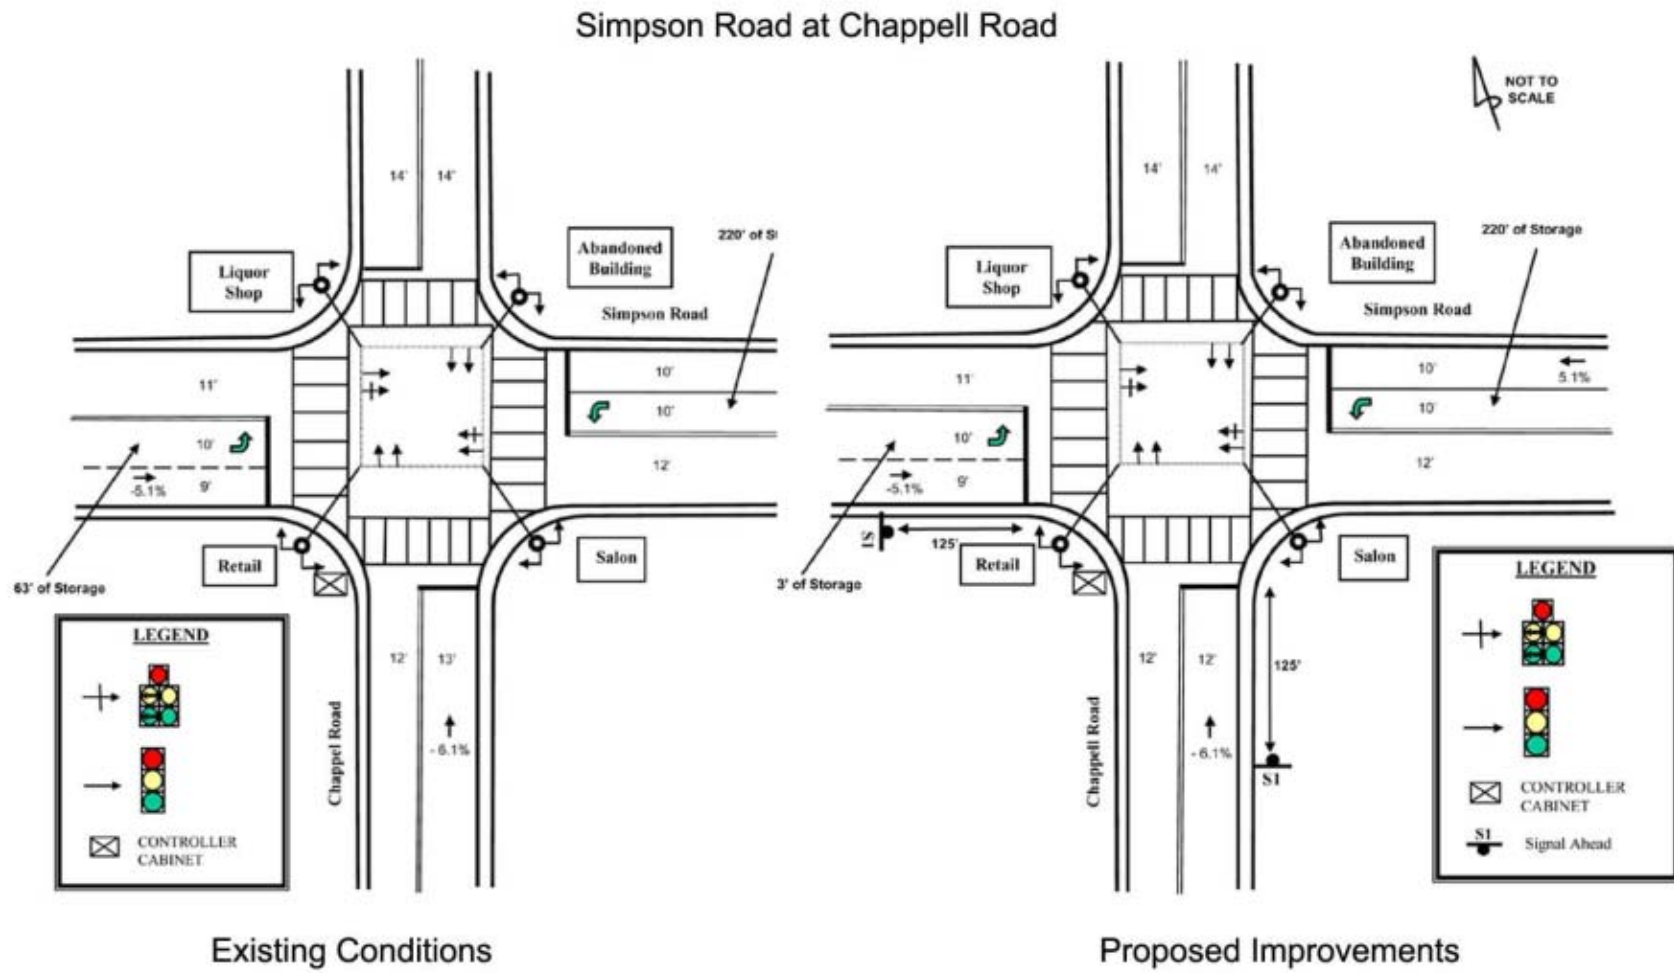 Simpson Road at Chappell Road
NOT TO
SCALE
14'
14'
Liquor
Shop
Abandoned
Building
220' of S
Simpson Road
11'
10'
10'
10'
12'
-5.1%
9'
63' of Storage
Retail
Salon
12'
13'
-6.1%
Chappel Road
LEGEND
CONTROLLER
CABINET
Existing Conditions
14'
14'
Liquor
Shop
Abandoned
Building
220' of Storage
Simpson Road
11'
10'
5.1%
10'
10'
12'
-5.1%
9'
S1
125'
3' of Storage
Retail
Salon
12'
12'
125'
-6.1%
S1
Chappell Road
LEGEND
CONTROLLER
CABINET
S1
Signal Ahead
Proposed Improvements